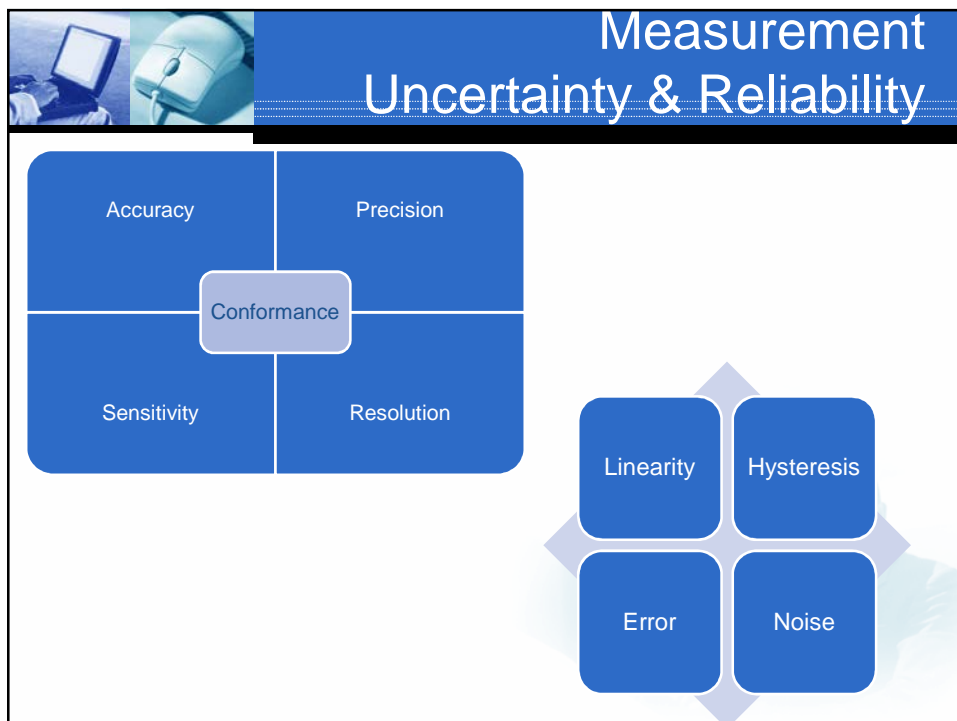 Measurement
Uncertainty & Reliability
Accuracy
Precision
Conformance
Sensitivity
Resolution
Linearity
Hysteresis
Error
Noise